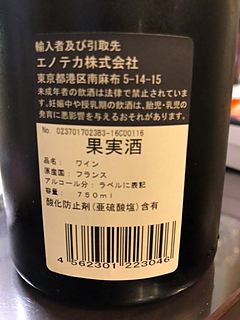 輸入者及び引取先
エノテカ株式会社
東京都港区南麻布 5-14-15
未成年者の飲酒は法律で禁止されていま
す。妊娠中や授乳期の飲酒は、胎児・乳児の
発育に悪影響を与えるおそれがあります。
No. 0237017023B3-16C00116
果実酒
品名: ワイン
原産国: フランス
アルコール分: ラベルに表記
容量: 750ml
酸化防止剤(亜硫酸塩)含有
4562301223046